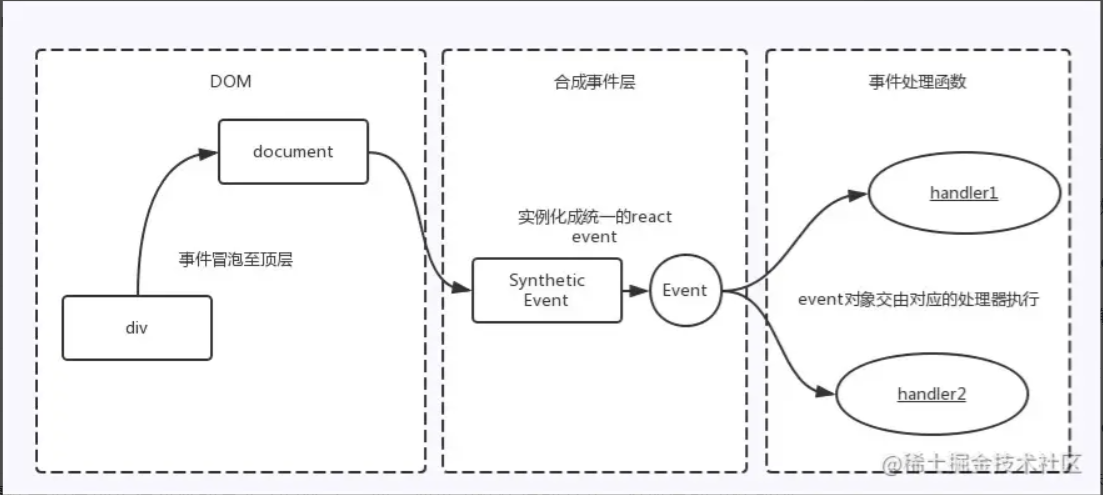 DOM
document
事件冒泡至顶层
div
合成事件层
实例化成统一的react
event
Synthetic
Event
Event
事件处理函数
handler1
event对象交由对应的处理器执行
handler2
@稀土掘金技术社区